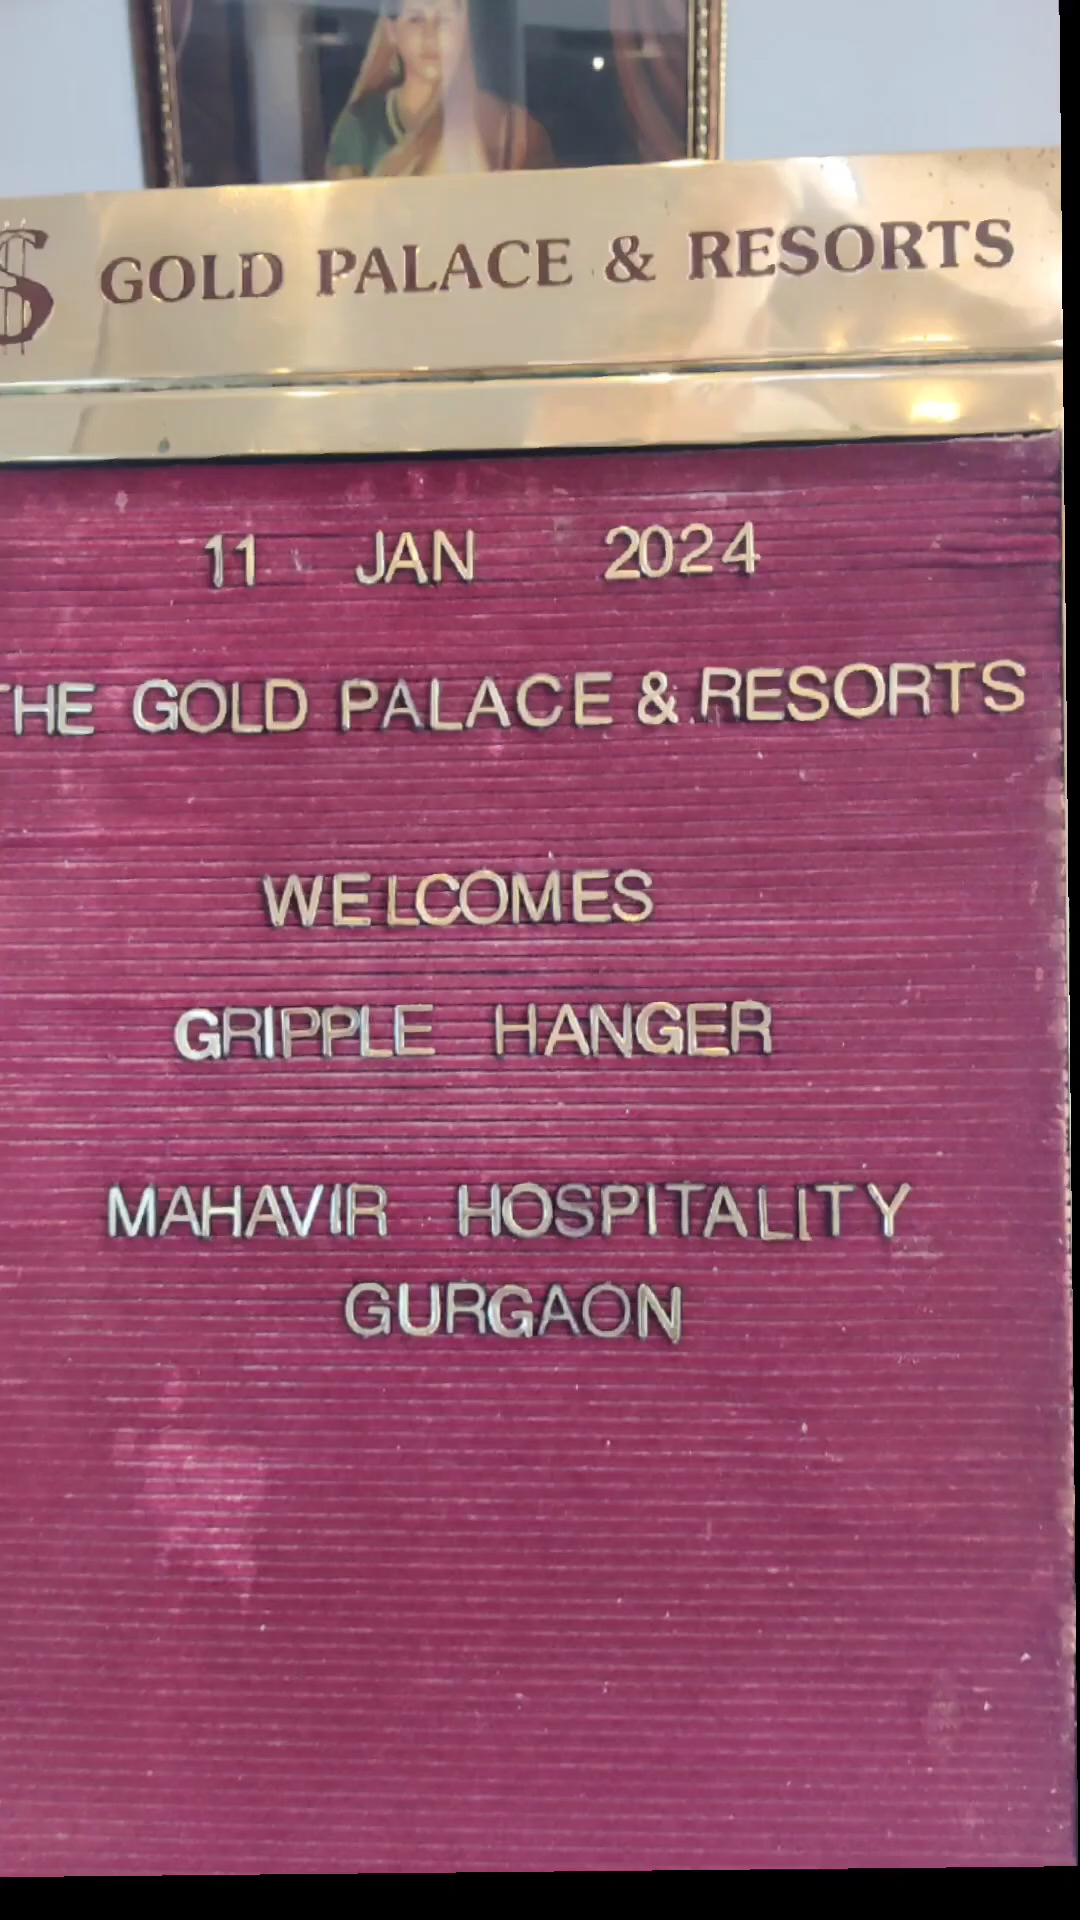 $ GOLD PALACE & RESORTS
11 JAN 2024
THE GOLD PALACE & RESORTS
WELCOMES
GRIPPLE HANGER
MAHAVIR HOSPITALITY
GURGAON